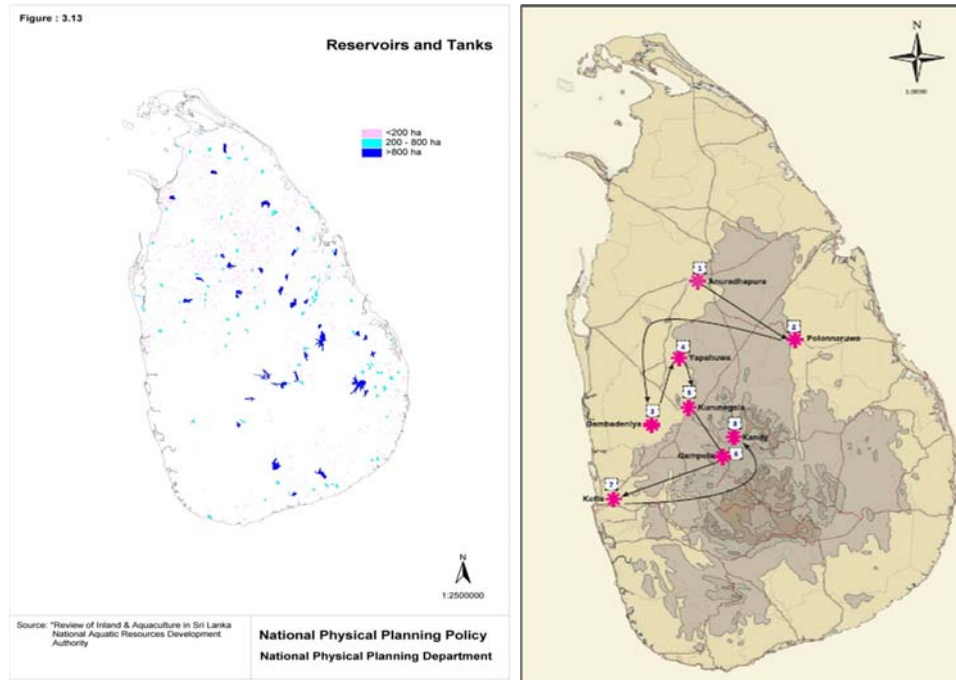 Figure : 3.13
Reservoirs and Tanks
<200 ha
200 - 800 ha
>800 ha
N
1:2500000
Source: "Review of Inland & Aquaculture in Sri Lanka
National Aquatic Resources Development
Authority
National Physical Planning Policy
National Physical Planning Department
N
1
Anuradhapura
2
Polonnoruwa
4
Yapahuwa
5
Kurunegala
3
Dambadeniya
8
Kandy
Gampola
6
7
Kotte